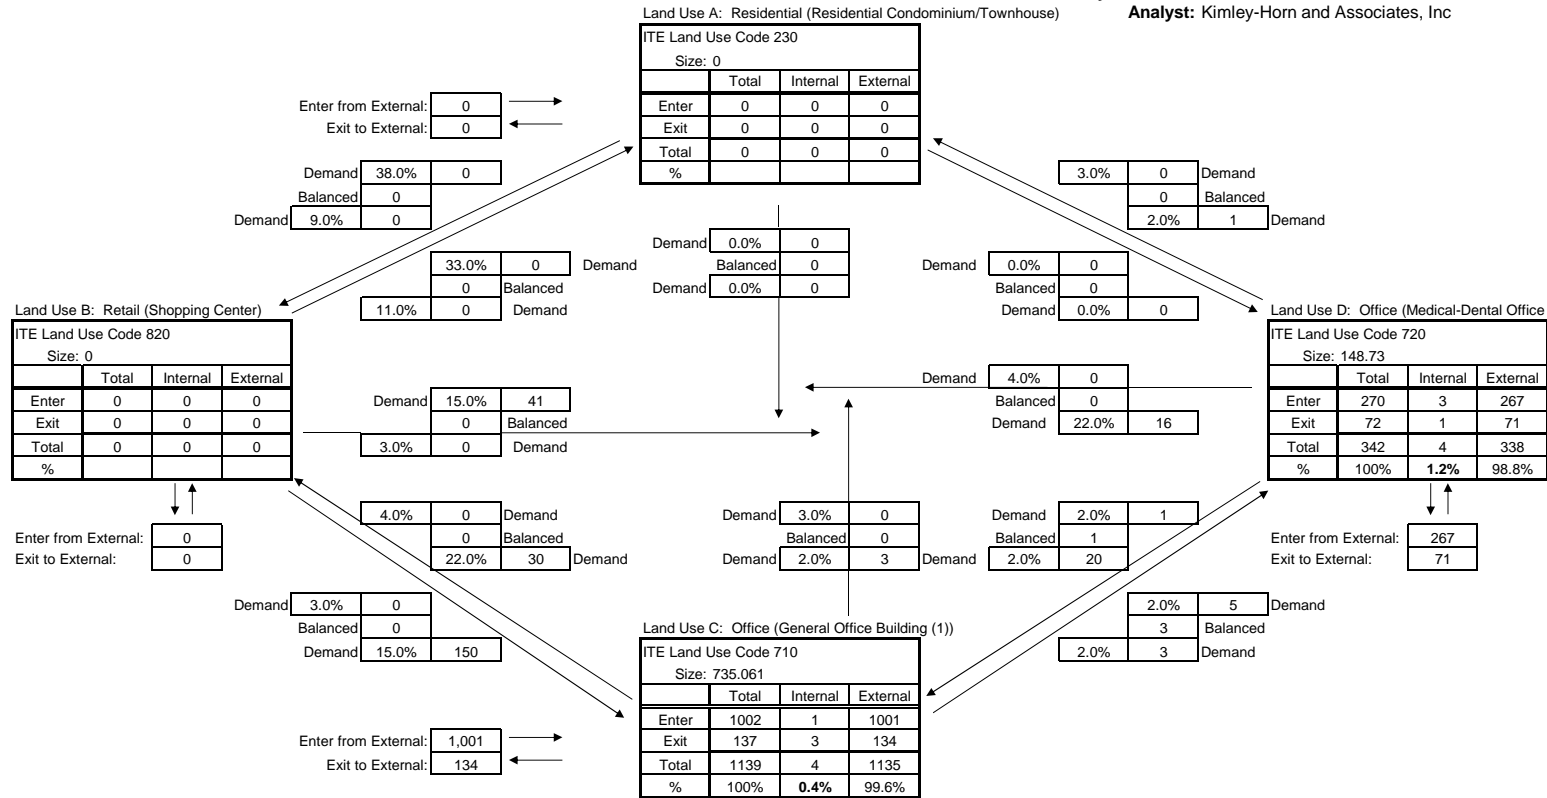 Land Use A: Residential (Residential Condominium/Townhouse)
Analyst: Kimley-Horn and Associates, Inc
ITE Land Use Code 230
Size: 0
Total Internal External
Enter 0 0 0
Exit 0 0 0
Total 0 0 0
%
Enter from External: 0
Exit to External: 0
Demand 38.0% 0
Balanced 0
Demand 9.0% 0
3.0% 0 Demand
0 Balanced
2.0% 1 Demand
Demand 0.0% 0
Balanced 0
Demand 0.0% 0
33.0% 0 Demand
0 Balanced
11.0% 0 Demand
Demand 0.0% 0
Balanced 0
Demand 0.0% 0
Land Use B: Retail (Shopping Center)
ITE Land Use Code 820
Size: 0
Total Internal External
Enter 0 0 0
Exit 0 0 0
Total 0 0 0
%
Land Use D: Office (Medical-Dental Office
ITE Land Use Code 720
Size: 148.73
Total Internal External
Enter 270 3 267
Exit 72 1 71
Total 342 4 338
% 100% 1.2% 98.8%
Demand 15.0% 41
0 Balanced
3.0% 0 Demand
Demand 4.0% 0
Balanced 0
Demand 22.0% 16
Enter from External: 0
Exit to External: 0
4.0% 0 Demand
0 Balanced
22.0% 30 Demand
Demand 3.0% 0
Balanced 0
Demand 2.0% 3
Demand 2.0% 1
Balanced 1
Demand 2.0% 20
Enter from External: 267
Exit to External: 71
Demand 3.0% 0
Balanced 0
Demand 15.0% 150
2.0% 5 Demand
3 Balanced
2.0% 3 Demand
Land Use C: Office (General Office Building (1))
ITE Land Use Code 710
Size: 735.061
Total Internal External
Enter 1002 1 1001
Exit 137 3 134
Total 1139 4 1135
% 100% 0.4% 99.6%
Enter from External: 1,001
Exit to External: 134